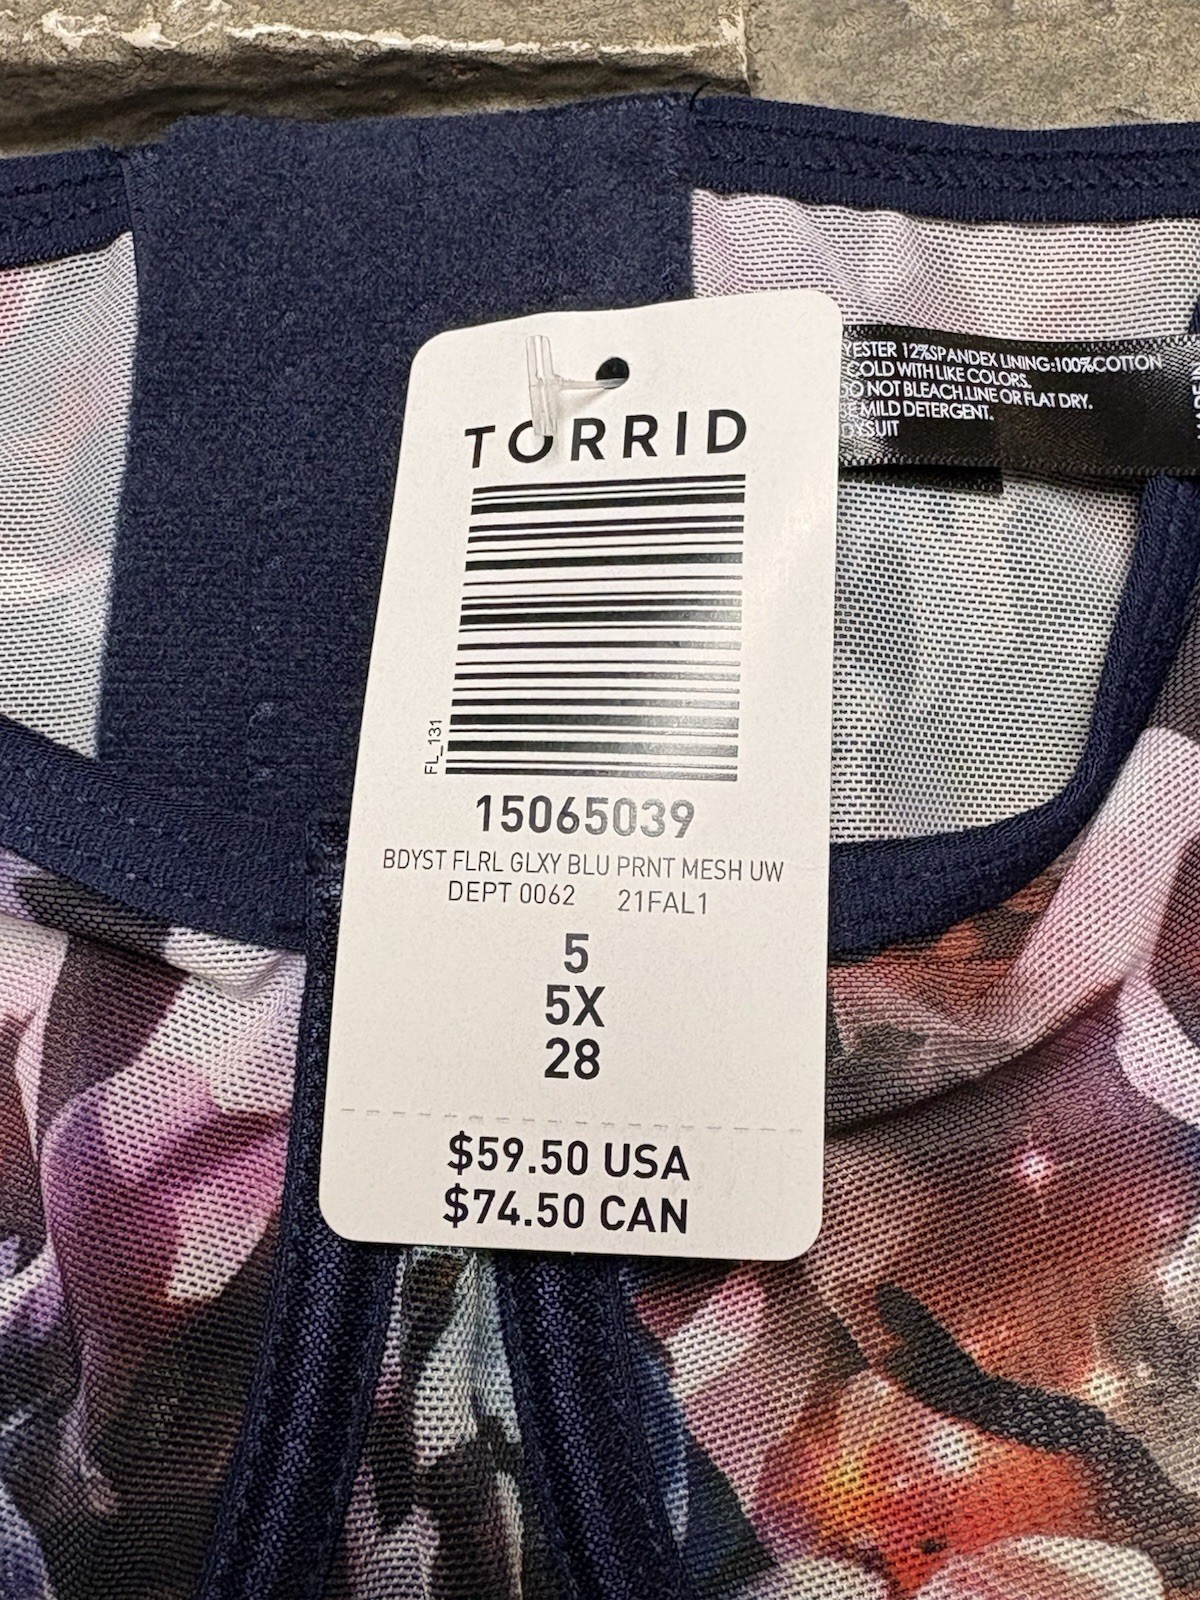 TORRID
FL_131
15065039
BDYST FLRL GLXY BLU PRNT MESH UW
DEPT 0062 21FAL1
5
5X
28
$59.50 USA
$74.50 CAN
YESTER 12%SPANDEX LINING:100%COTTON
COLD WITH LIKE COLORS.
DO NOT BLEACH.LINE OR FLAT DRY.
MILD DETERGENT.